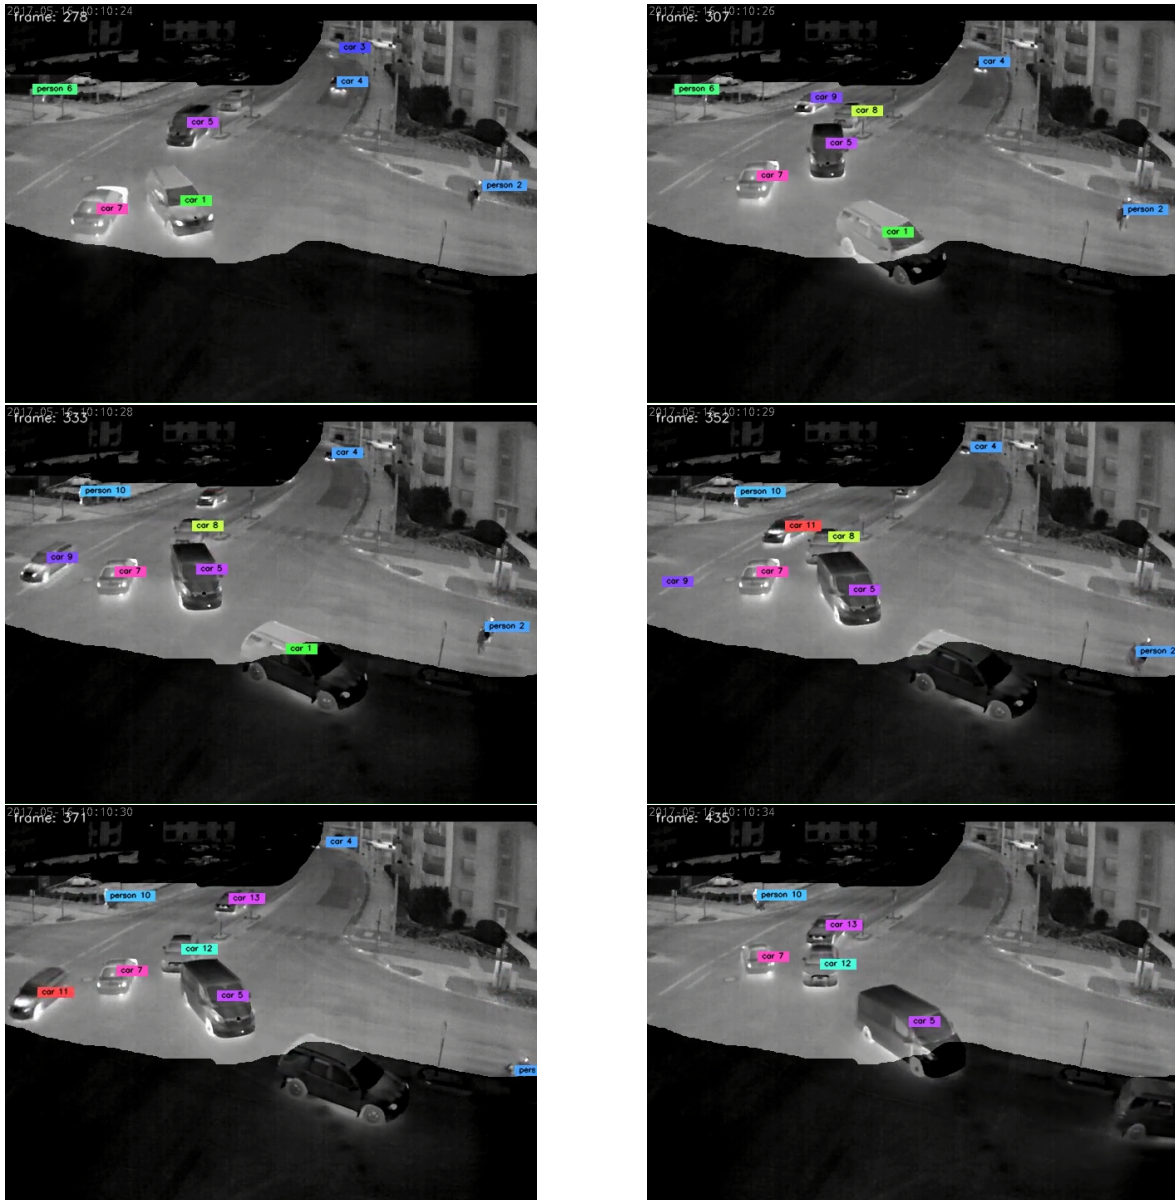 2017-05-16 10:10:24
frame: 278
car 3
car 4
person 6
car 5
person 2
car 1
car 7
2017-05-16 10:10:26
frame: 307
car 4
person 6
car 9
car 8
car 5
car 7
person 2
car 1
2017-05-16 10:10:28
frame: 333
car 4
person 10
car 8
car 9
car 7
car 5
person 2
car 1
2017-05-16 10:10:29
frame: 352
car 4
person 10
car 11
car 8
car 7
car 9
car 5
person 2
2017-05-16 10:10:30
frame: 371
car 4
person 10
car 13
car 12
car 7
car 11
car 5
pers
2017-05-16 10:10:34
frame: 435
person 10
car 13
car 7
car 12
car 5